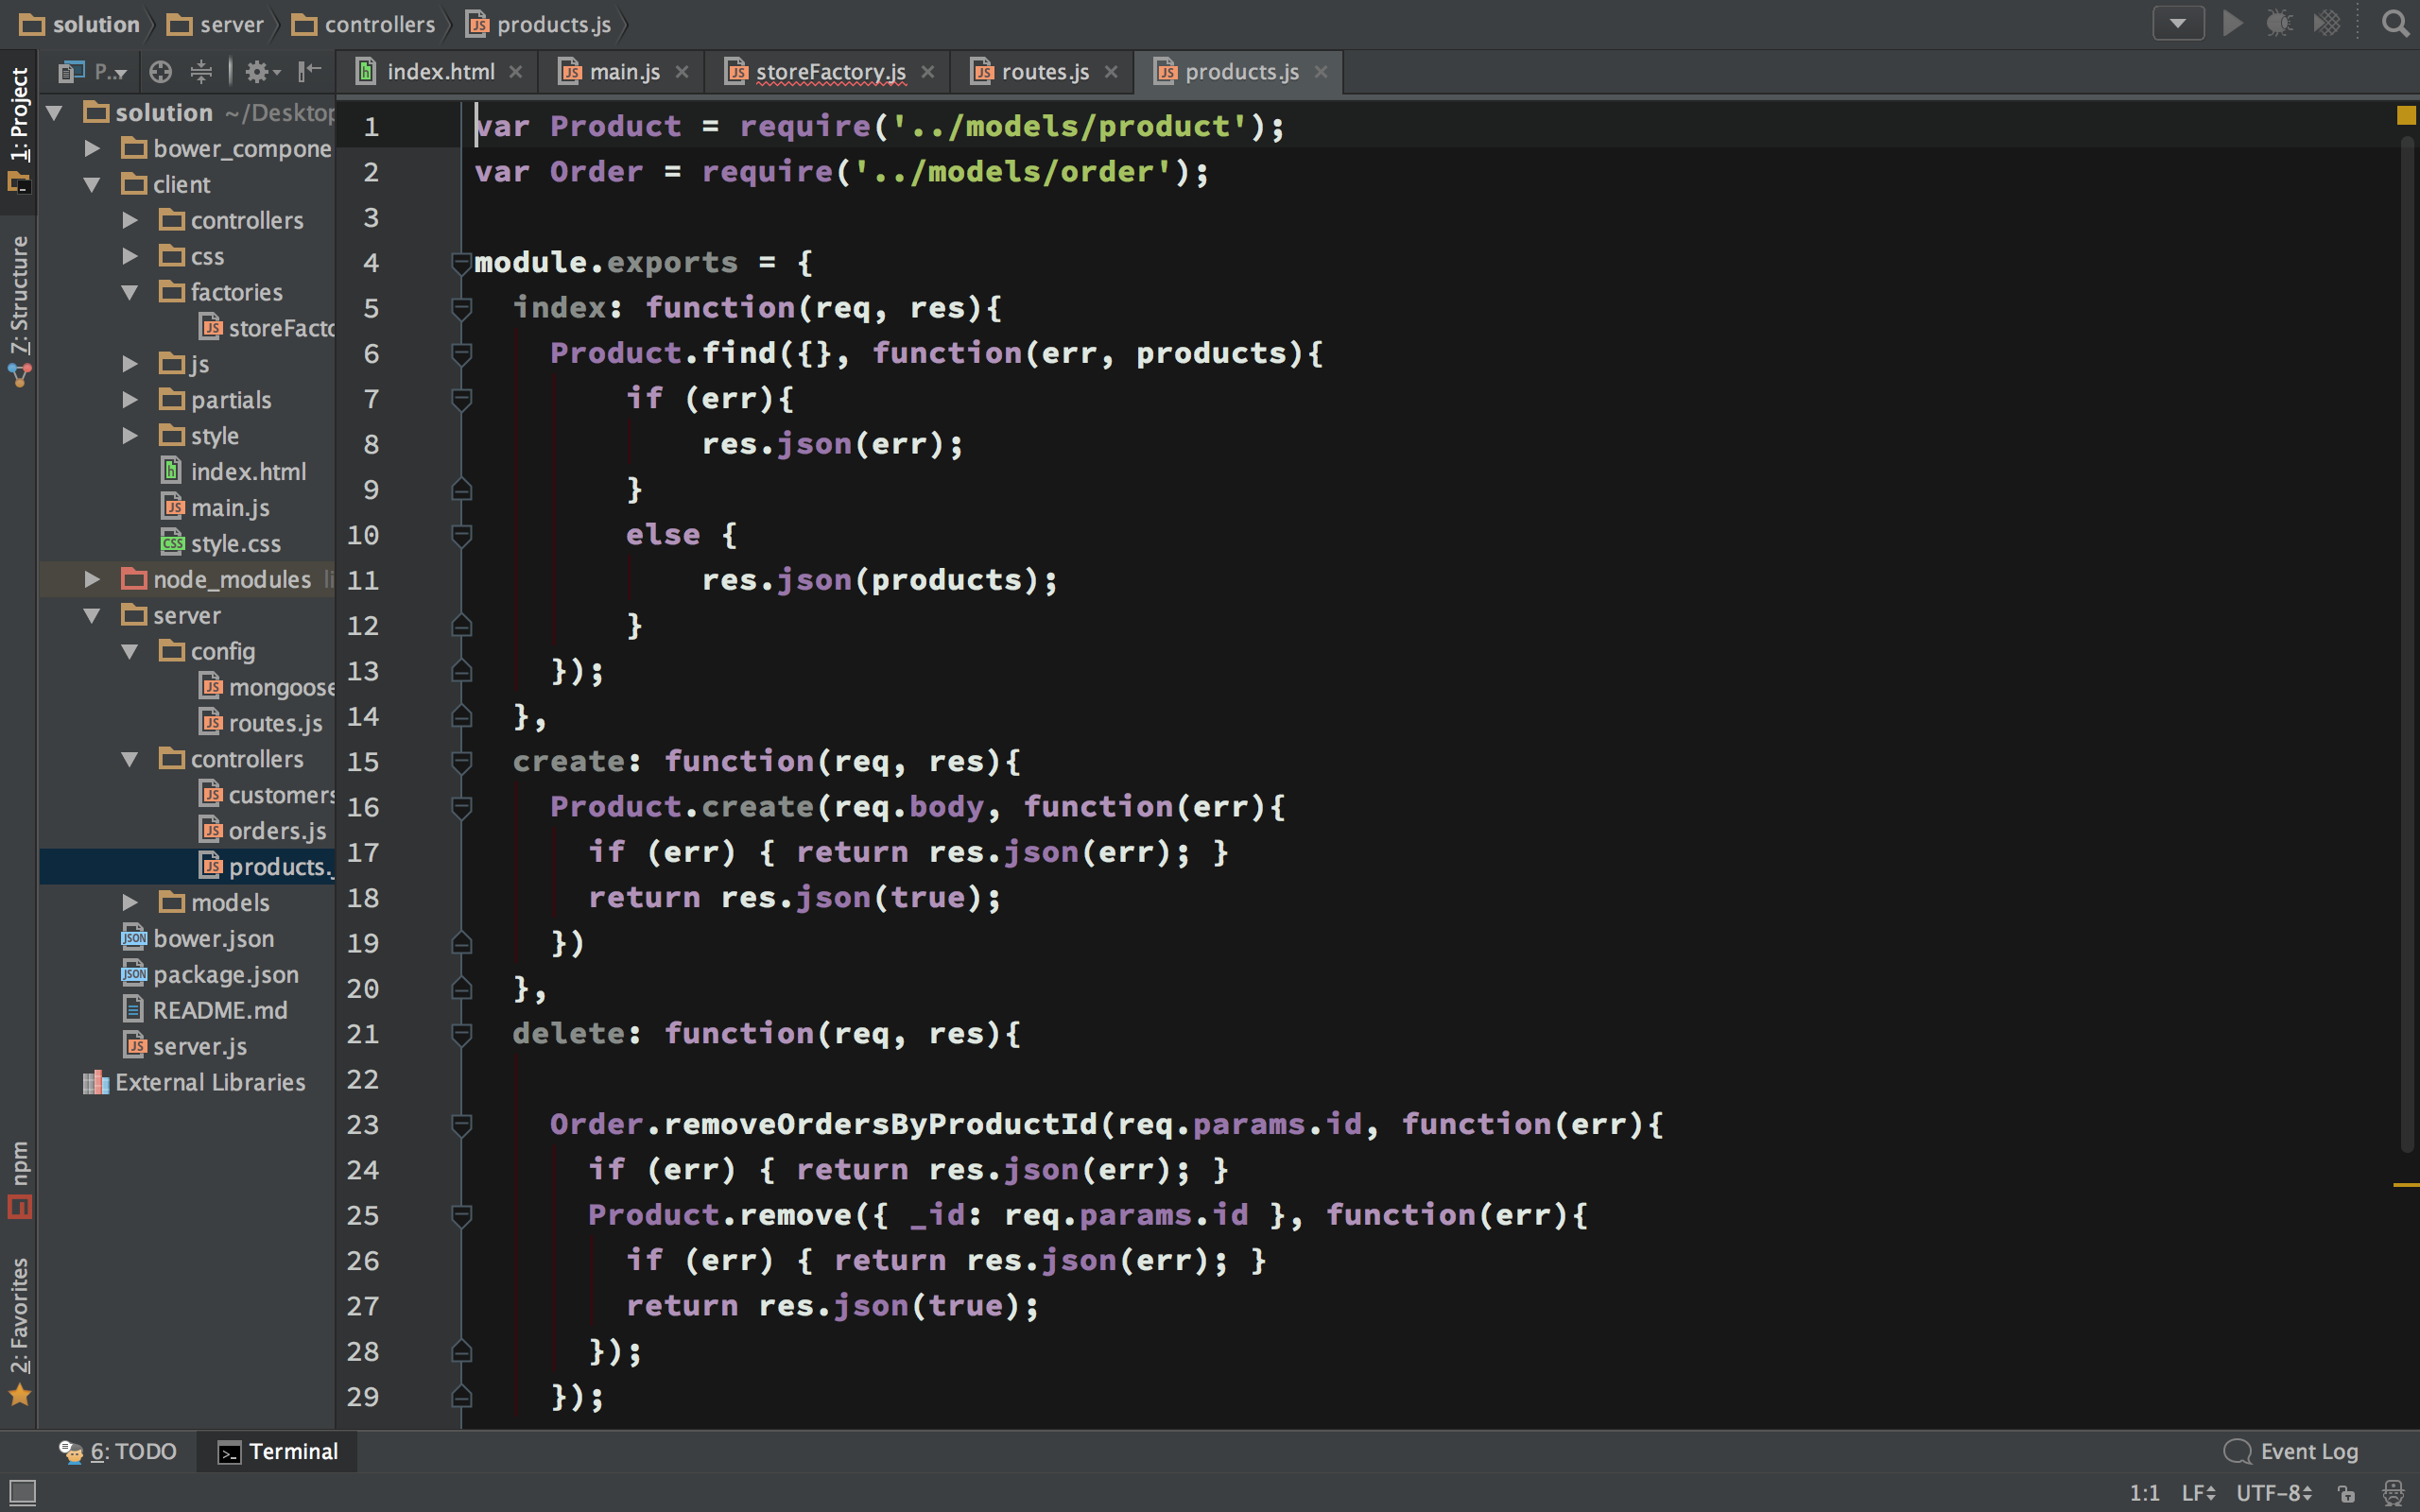 solution server controllers products.js
P.. index.html main.js storeFactory.js routes.js products.js
1: Project
7: Structure
npm
2: Favorites
solution ~/Desktop
bower_compone
client
controllers
css
factories
storeFacto
js
partials
style
index.html
main.js
style.css
node_modules li
server
config
mongoose
routes.js
controllers
customers
orders.js
products.
models
bower.json
package.json
README.md
server.js
External Libraries
1 var Product = require('../models/product');
2 var Order = require('../models/order');
3
4 module.exports = {
5 index: function(req, res){
6 Product.find({}, function(err, products){
7 if (err){
8 res.json(err);
9 }
10 else {
11 res.json(products);
12 }
13 });
14 },
15 create: function(req, res){
16 Product.create(req.body, function(err){
17 if (err) { return res.json(err); }
18 return res.json(true);
19 })
20 },
21 delete: function(req, res){
22
23 Order.removeOrdersByProductId(req.params.id, function(err){
24 if (err) { return res.json(err); }
25 Product.remove({ _id: req.params.id }, function(err){
26 if (err) { return res.json(err); }
27 return res.json(true);
28 });
29 });
6: TODO Terminal Event Log
1:1 LF UTF-8